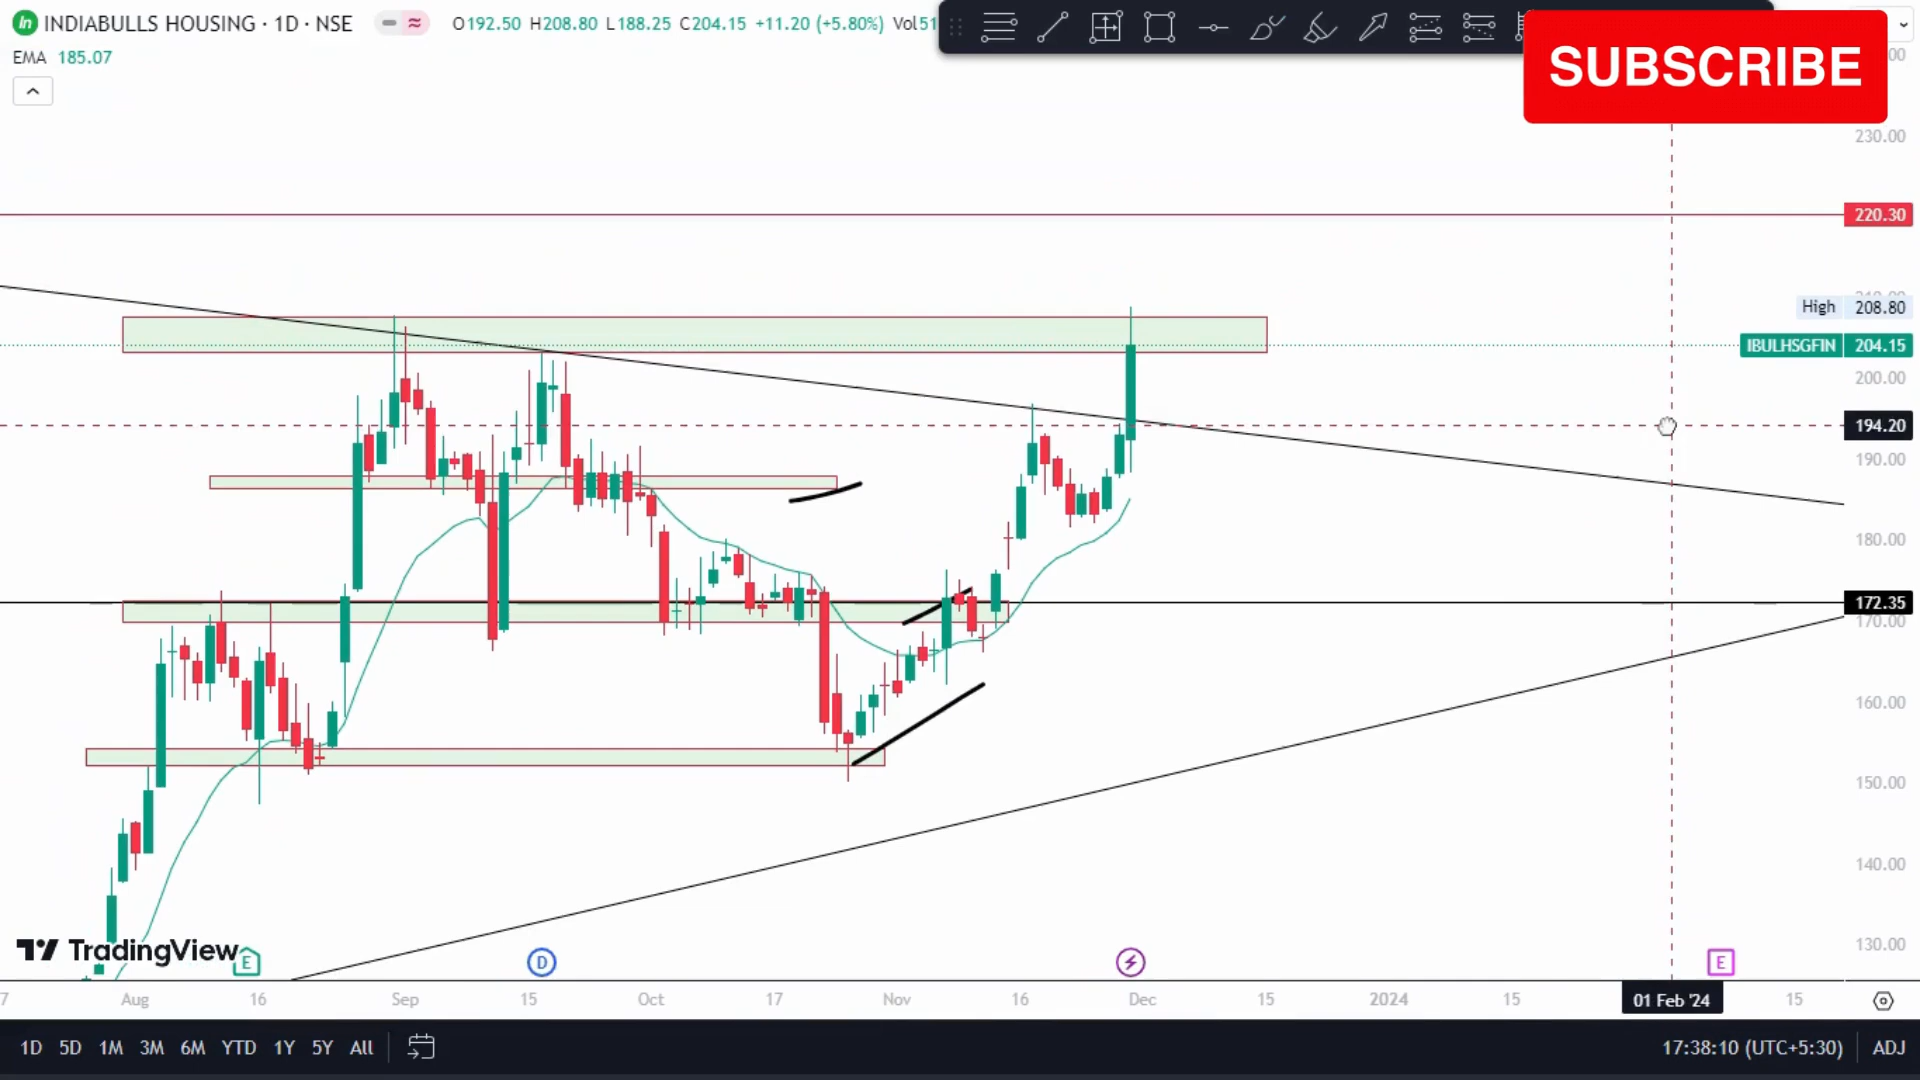 INDIABULLS HOUSING · 1D · NSE
O192.50 H208.80 L188.25 C204.15 +11.20 (+5.80%) Vol51
EMA 185.07
SUBSCRIBE
230.00
220.30
High 208.80
IBULHSGFIN 204.15
200.00
194.20
190.00
180.00
172.35
170.00
160.00
150.00
140.00
130.00
TradingView
E
D
E
7 Aug 16 Sep 15 Oct 17 Nov 16 Dec 15 2024 15 01 Feb '24 15
1D 5D 1M 3M 6M YTD 1Y 5Y All
17:38:10 (UTC+5:30) ADJ